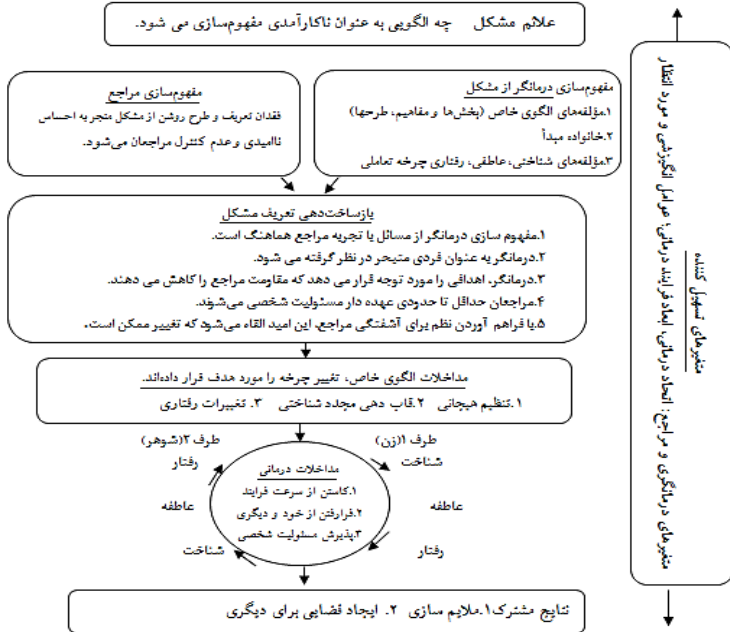 علائم مشکل چه الگویی به عنوان ناکارآمدی مفهوم‌سازی می شود.
مفهوم‌سازی درمانگر از مشکل
۱.مؤلفه‌های الگوی خاص (بخش‌ها و مفاهیم، طرحها)
۲.خانواده مبدأ
۳.مؤلفه‌های شناختی، عاطفی، رفتاری چرخه تعاملی
مفهوم‌سازی مراجع
فقدان تعریف و طرح روشن از مشکل منجر به احساس
ناامیدی و عدم کنترل مراجعان می‌شود.
بازساخت‌دهی تعریف مشکل
۱.مفهوم سازی درمانگر از مسائل با تجربه مراجع هماهنگ است.
۲.درمانگر به عنوان فردی متبحر در نظر گرفته می شود.
۳.درمانگر، اهدافی را مورد توجه قرار می دهد که مقاومت مراجع را کاهش می دهند.
۴.مراجعان حداقل تا حدودی عهده دار مسئولیت شخصی می‌شوند.
۵.با فراهم آوردن نظم برای آشفتگی مراجع، این امید القاء می‌شود که تغییر ممکن است.
مداخلات الگوی خاص، تغییر چرخه را مورد هدف قرار داده‌اند.
۱.تنظیم هیجانی ۲.قاب دهی مجدد شناختی ۳. تغییرات رفتاری
طرف ۱(زن)
شناخت
عاطفه
رفتار
طرف ۲(شوهر)
رفتار
عاطفه
شناخت
مداخلات درمانی
۱.کاستن از سرعت فرایند
۲.فرارفتن از خود و دیگری
۳.پذیرش مسئولیت شخصی
نتایج مشترک۱.ملایم سازی ۲. ایجاد فضایی برای دیگری
متغیرهای تسهیل کننده
متغیرهای درمانگری و مراجع: اتحاد درمانی، ابعاد فرایند درمانی؛ عوامل انگیزشی و مورد انتظار